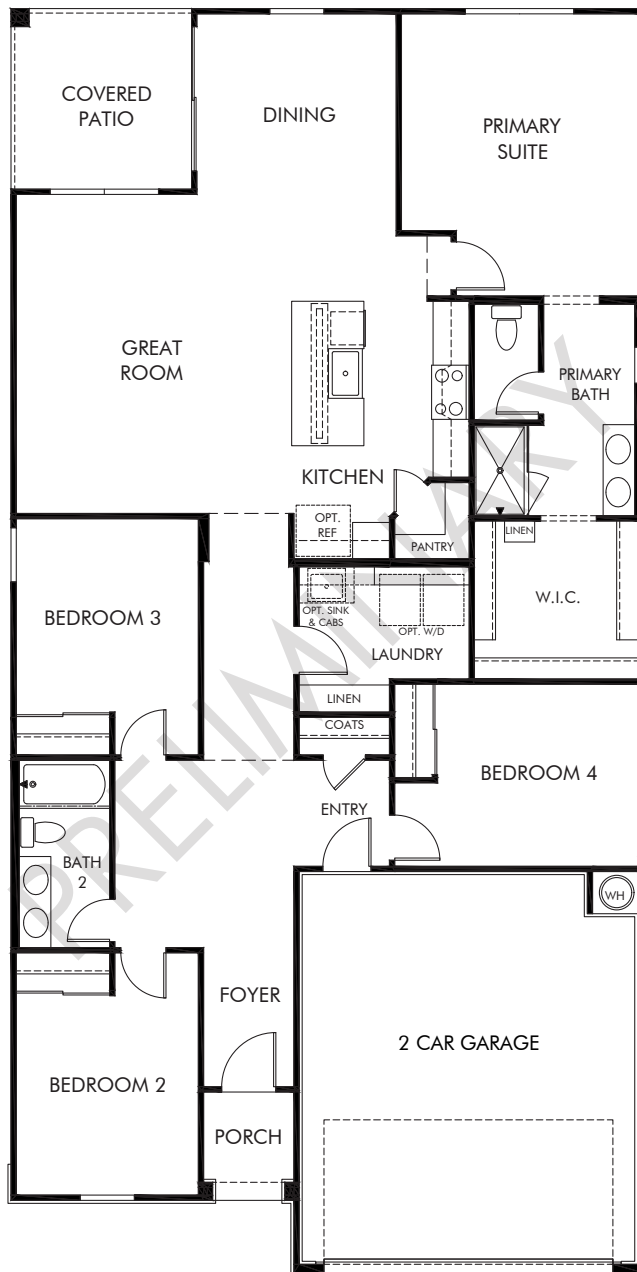 COVERED
PATIO
DINING
PRIMARY
SUITE
GREAT
ROOM
PRIMARY
BATH
KITCHEN
OPT.
REF
PANTRY
LINEN
W.I.C.
BEDROOM 3
OPT. SINK
& CABS
OPT. W/D
LAUNDRY
LINEN
COATS
BEDROOM 4
ENTRY
BATH
2
WH
FOYER
2 CAR GARAGE
BEDROOM 2
PORCH
PRELIMINARY